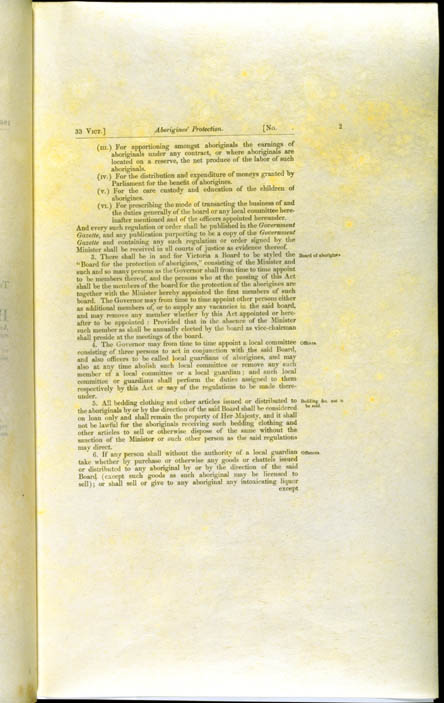 33 VICT.]
Aborigines' Protection.
[No.
2
(III.) For apportioning amongst aboriginals the earnings of
aboriginals under any contract, or where aboriginals are
located on a reserve, the net produce of the labor of such
aboriginals.
(IV.) For the distribution and expenditure of moneys granted by
Parliament for the benefit of aborigines.
(V.) For the care custody and education of the children of
aborigines.
(VI.) For prescribing the mode of transacting the business of and
the duties generally of the board or any local committee here-
inafter mentioned and of the officers appointed hereunder.
And every such regulation or order shall be published in the Government
Gazette, and any publication purporting to be a copy of the Government
Gazette and containing any such regulation or order signed by the
Minister shall be received in all courts of justice as evidence thereof.
3. There shall be in and for Victoria a Board to be styled the
Board of aborigines
"Board for the protection of aborigines," consisting of the Minister and
such and so many persons as the Governor shall from time to time appoint
to be members thereof, and the persons who at the passing of this Act
shall be the members of the board for the protection of the aborigines are
together with the Minister hereby appointed the first members of such
board. The Governor may from time to time appoint other persons either
as additional members of, or to supply any vacancies in the said board,
and may remove any member whether by this Act appointed or here-
after to be appointed : Provided that in the absence of the Minister
such member as shall be annually elected by the board as vice-chairman
shall preside at the meetings of the board.
4. The Governor may from time to time appoint a local committee
Officers.
consisting of three persons to act in conjunction with the said Board,
and also officers to be called local guardians of aborigines, and may
also at any time abolish such local committee or remove any such
member of a local committee or a local guardian ; and such local
committee or guardians shall perform the duties assigned to them
respectively by this Act or any of the regulations to be made there-
under.
5. All bedding clothing and other articles issued or distributed to
Bedding &c. not to
be sold.
the aboriginals by or by the direction of the said Board shall be considered
on loan only and shall remain the property of Her Majesty, and it shall
not be lawful for the aboriginals receiving such bedding clothing and
other articles to sell or otherwise dispose of the same without the
sanction of the Minister or such other person as the said regulations
may direct.
6. If any person shall without the authority of a local guardian
Offences.
take whether by purchase or otherwise any goods or chattels issued
or distributed to any aboriginal by or by the direction of the said
Board (except such goods as such aboriginal may be licensed to
sell); or shall sell or give to any aboriginal any intoxicating liquor
except